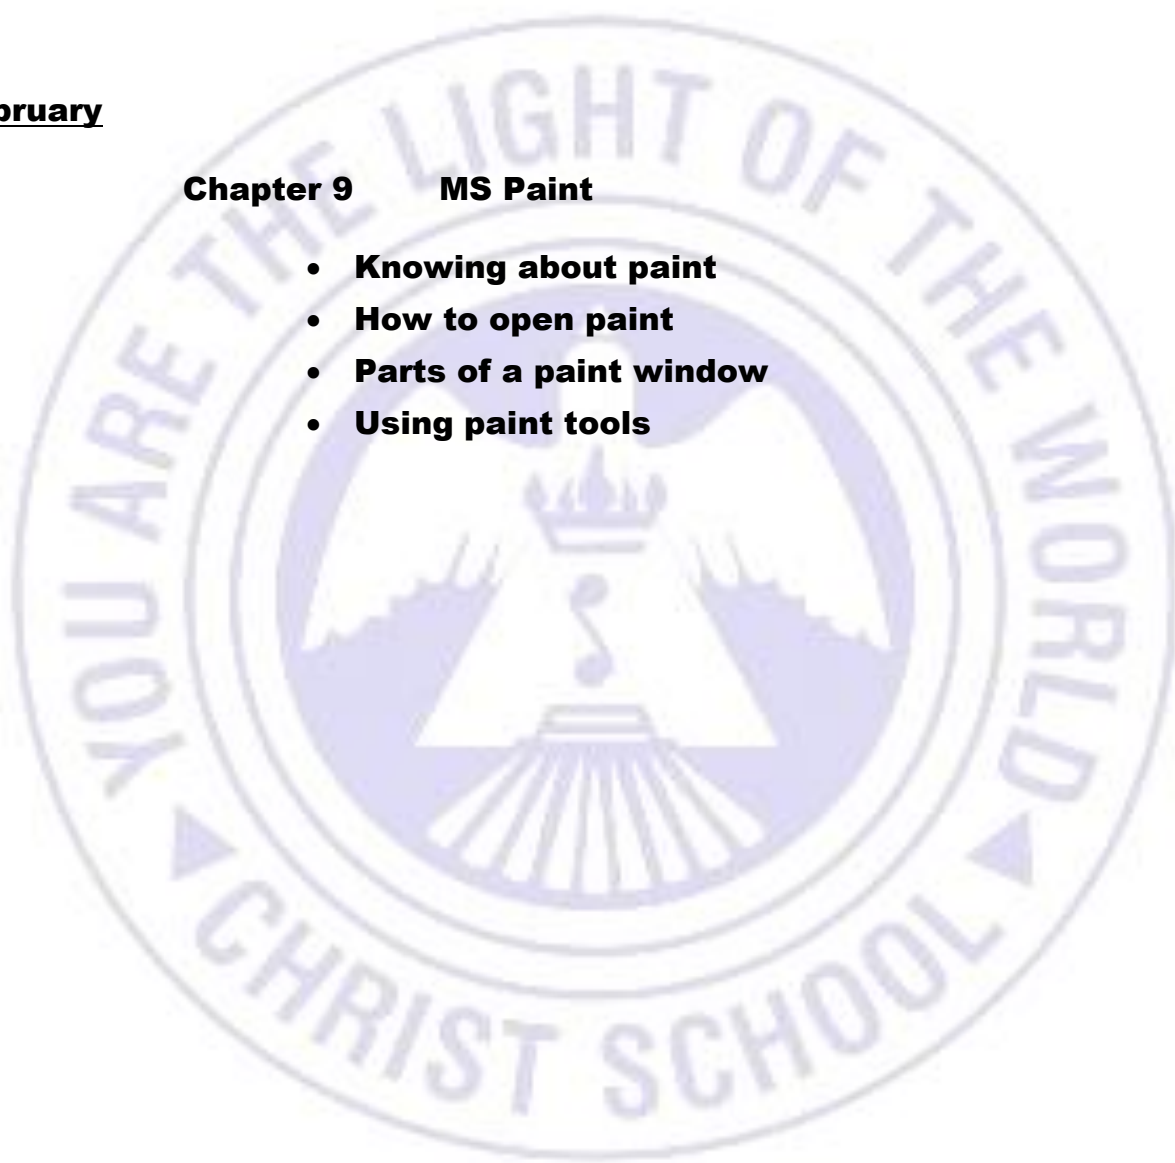 bruary
Chapter 9 MS Paint
• Knowing about paint
• How to open paint
• Parts of a paint window
• Using paint tools
YOU ARE THE LIGHT OF THE WORLD
CHRIST SCHOOL